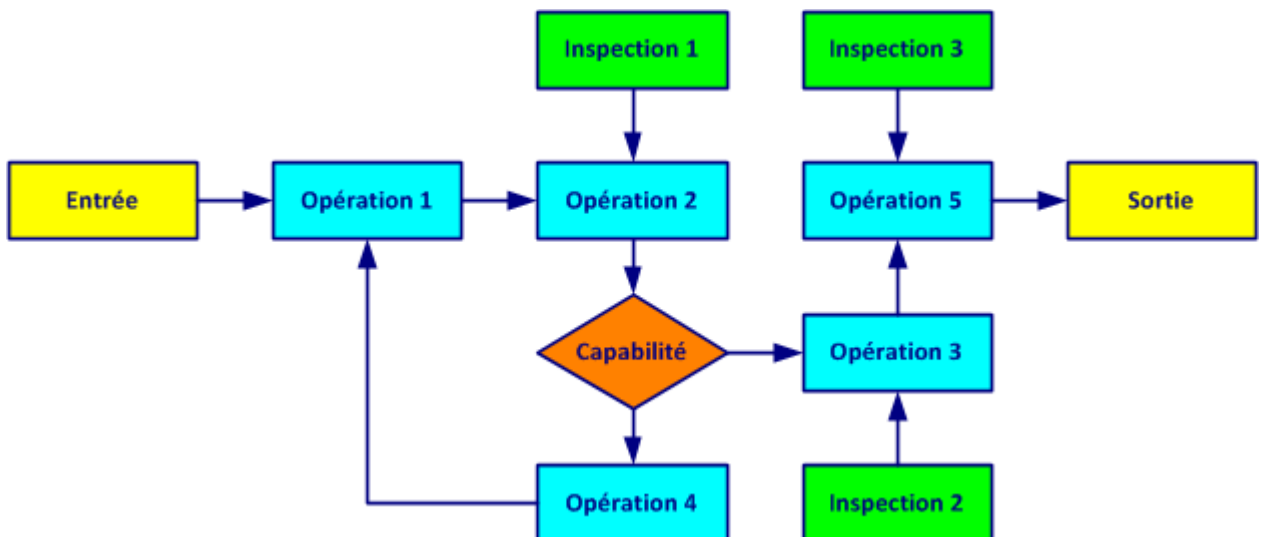 Inspection 1
Inspection 3
Entrée
Opération 1
Opération 2
Opération 5
Sortie
Capabilité
Opération 3
Opération 4
Inspection 2